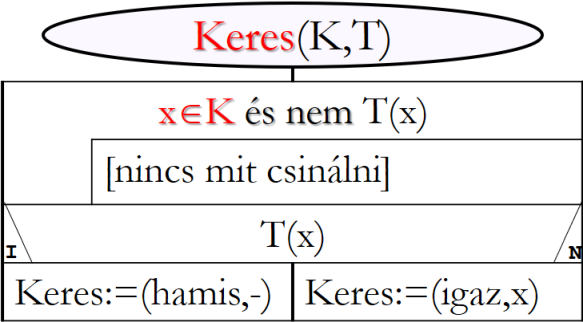 Keres(K,T)
x∈K és nem T(x)
[nincs mit csinálni]
T(x)
I
N
Keres:=(hamis,-)
Keres:=(igaz,x)